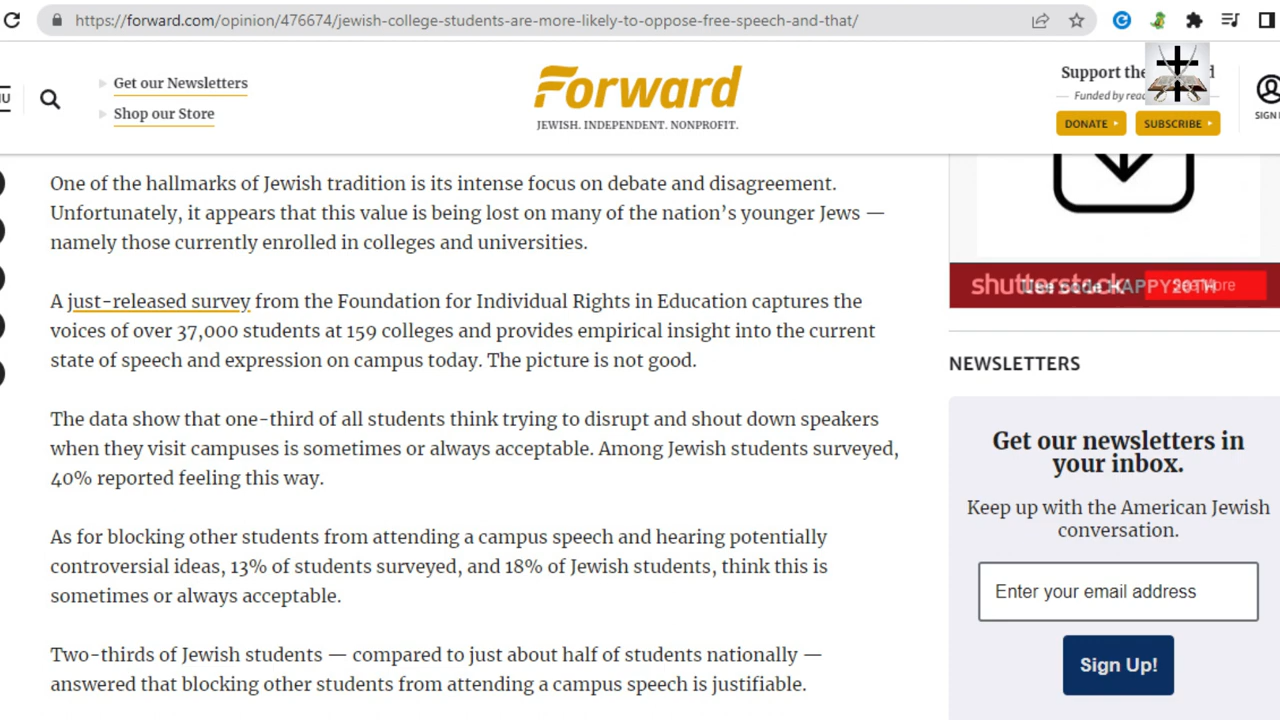 https://forward.com/opinion/476674/jewish-college-students-are-more-likely-to-oppose-free-speech-and-that/
Get our Newsletters
Shop our Store
Forward
JEWISH. INDEPENDENT. NONPROFIT.
Support the
Funded by
DONATE
SUBSCRIBE
SIGN
One of the hallmarks of Jewish tradition is its intense focus on debate and disagreement.
Unfortunately, it appears that this value is being lost on many of the nation's younger Jews —
namely those currently enrolled in colleges and universities.
A just-released survey from the Foundation for Individual Rights in Education captures the
voices of over 37,000 students at 159 colleges and provides empirical insight into the current
state of speech and expression on campus today. The picture is not good.
The data show that one-third of all students think trying to disrupt and shout down speakers
when they visit campuses is sometimes or always acceptable. Among Jewish students surveyed,
40% reported feeling this way.
As for blocking other students from attending a campus speech and hearing potentially
controversial ideas, 13% of students surveyed, and 18% of Jewish students, think this is
sometimes or always acceptable.
Two-thirds of Jewish students — compared to just about half of students nationally —
answered that blocking other students from attending a campus speech is justifiable.
shutterstock
Use code HAPPY20TH
See More
NEWSLETTERS
Get our newsletters in
your inbox.
Keep up with the American Jewish
conversation.
Enter your email address
Sign Up!